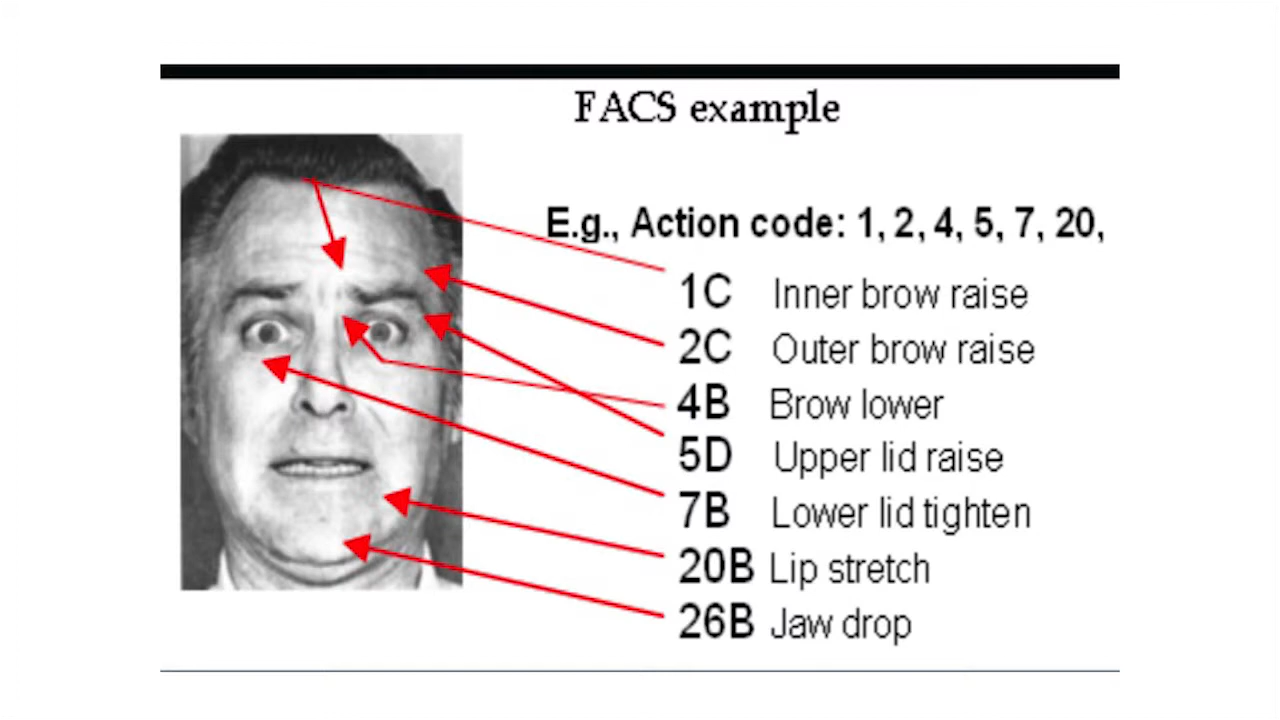 FACS example
E.g., Action code: 1, 2, 4, 5, 7, 20,
1C Inner brow raise
2C Outer brow raise
4B Brow lower
5D Upper lid raise
7B Lower lid tighten
20B Lip stretch
26B Jaw drop